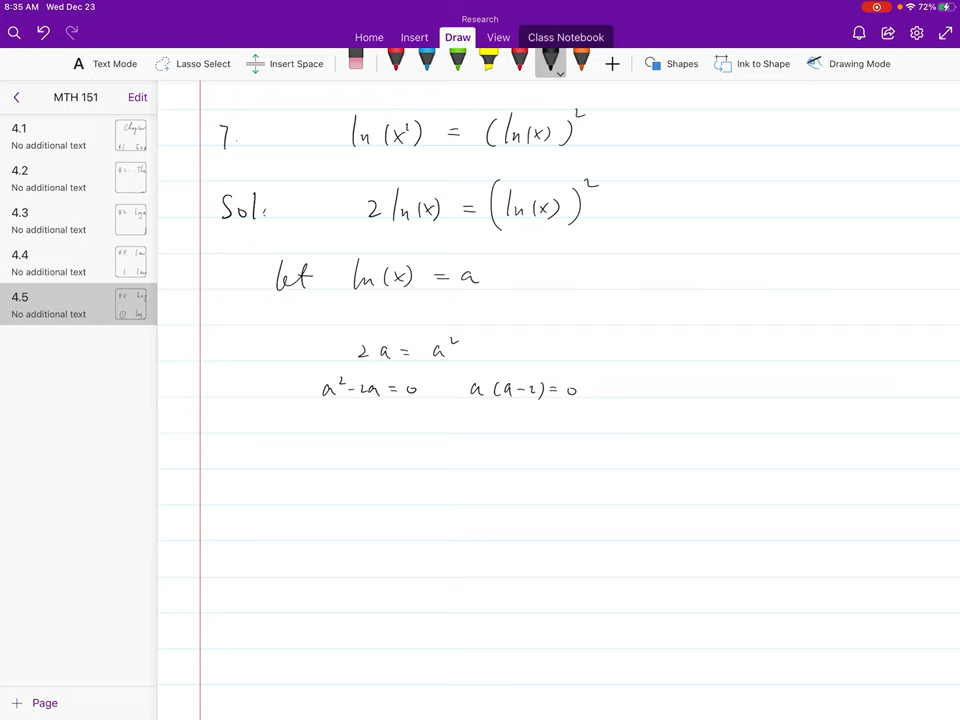 8:35 AM Wed Dec 23
72%
Research
Home Insert Draw View Class Notebook
A Text Mode Lasso Select Insert Space Shapes Ink to Shape Drawing Mode
MTH 151 Edit
4.1
No additional text
4.2
No additional text
4.3
No additional text
4.4
No additional text
4.5
No additional text
+ Page
7. ln(x²) = (ln(x))²
Sol: 2 ln(x) = (ln(x))²
let ln(x) = a
2a = a²
a² - 2a = 0 a(a-2) = 0